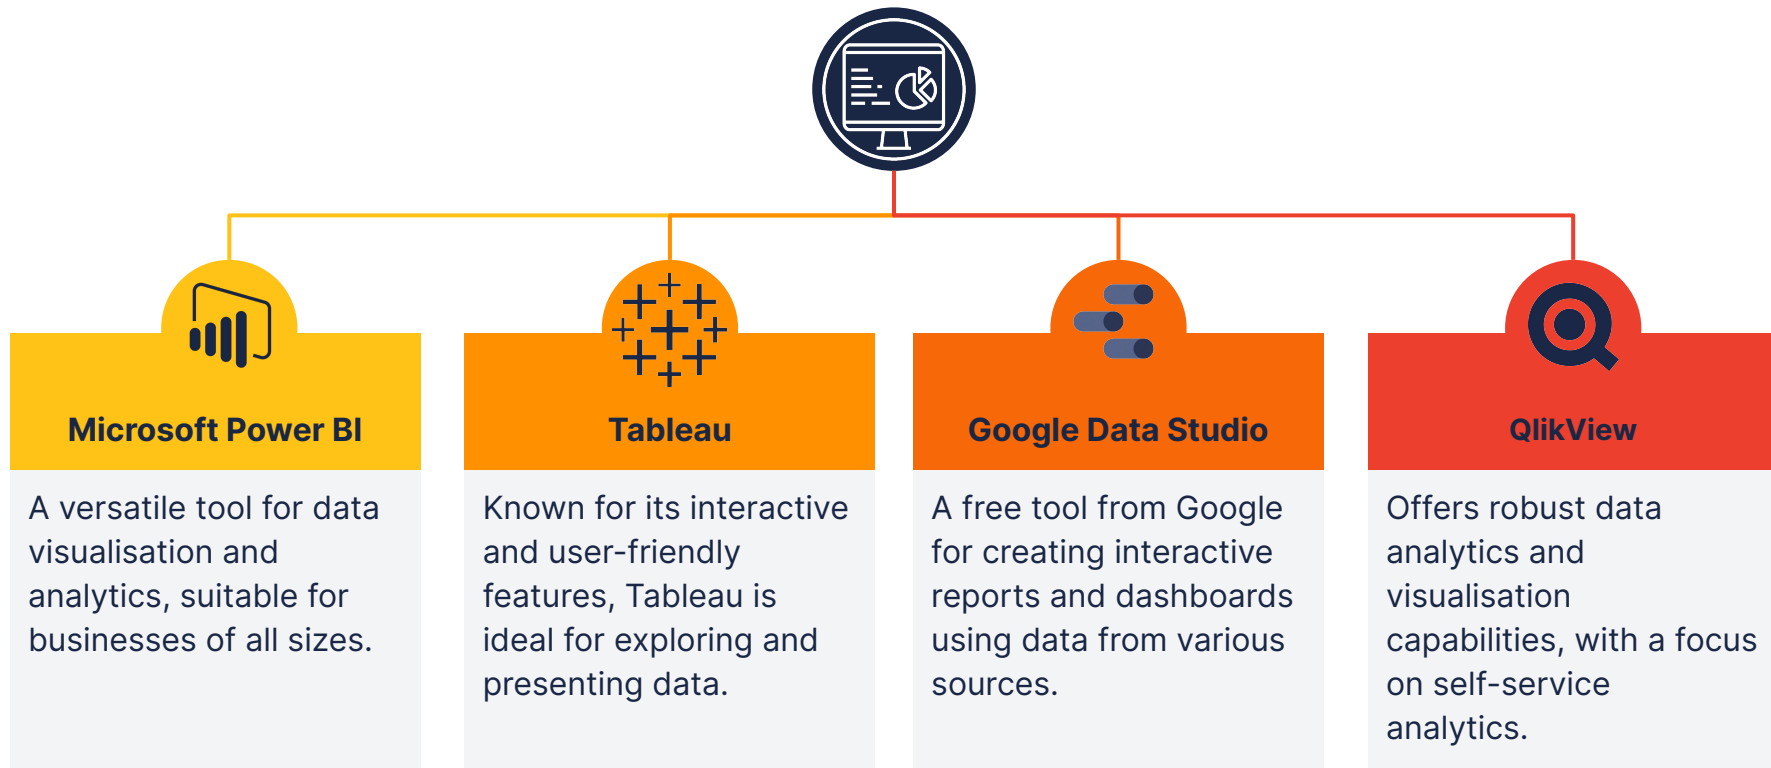 Microsoft Power BI
A versatile tool for data
visualisation and
analytics, suitable for
businesses of all sizes.
Tableau
Known for its interactive
and user-friendly
features, Tableau is
ideal for exploring and
presenting data.
Google Data Studio
A free tool from Google
for creating interactive
reports and dashboards
using data from various
sources.
QlikView
Offers robust data
analytics and
visualisation
capabilities, with a focus
on self-service
analytics.